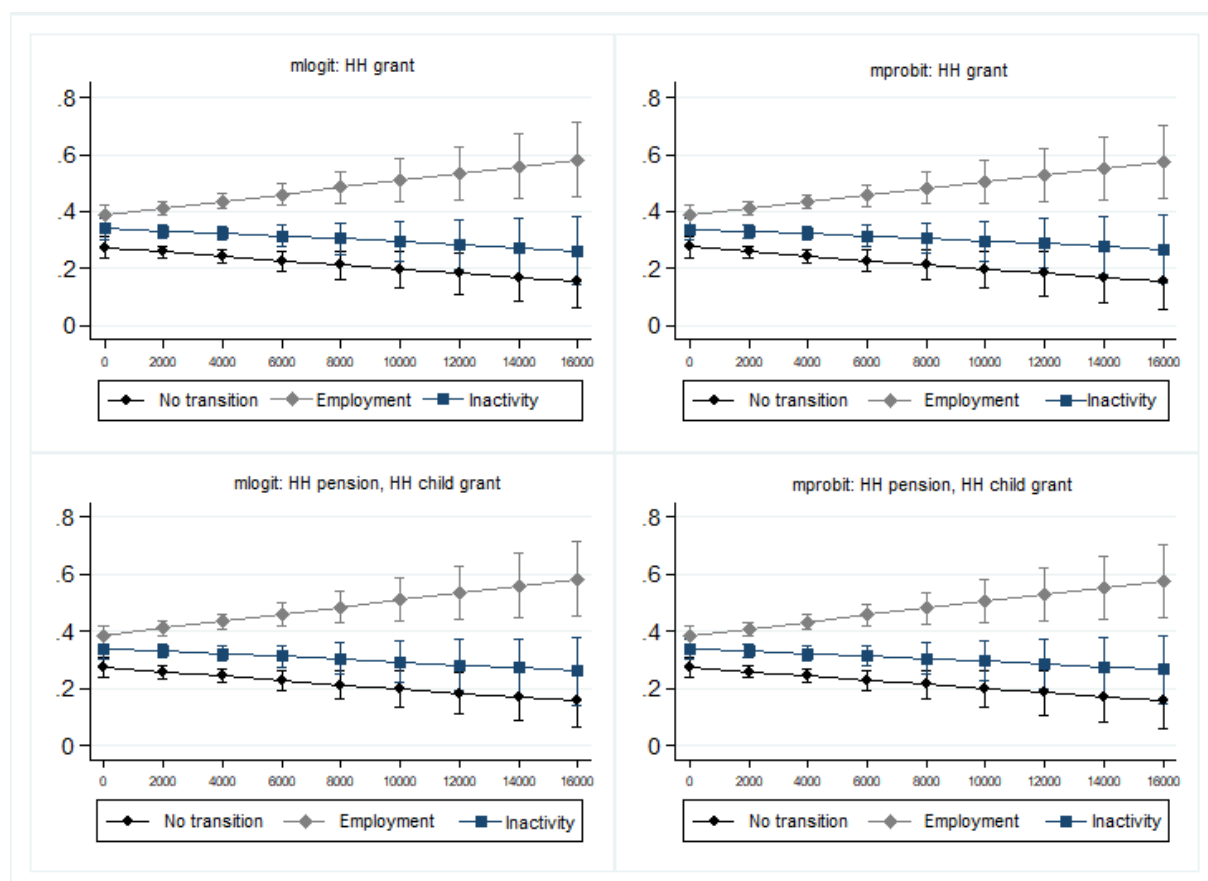 mlogit: HH grant
.8
.6
.4
.2
0
0 2000 4000 6000 8000 10000 12000 14000 16000
No transition Employment Inactivity
mprobit: HH grant
.8
.6
.4
.2
0
0 2000 4000 6000 8000 10000 12000 14000 16000
No transition Employment Inactivity
mlogit: HH pension, HH child grant
.8
.6
.4
.2
0
0 2000 4000 6000 8000 10000 12000 14000 16000
No transition Employment Inactivity
mprobit: HH pension, HH child grant
.8
.6
.4
.2
0
0 2000 4000 6000 8000 10000 12000 14000 16000
No transition Employment Inactivity